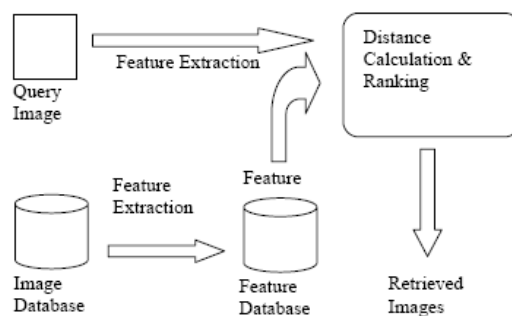 Feature Extraction
Distance
Calculation &
Ranking
Query
Image
Feature
Extraction
Feature
Image
Database
Feature
Database
Retrieved
Images